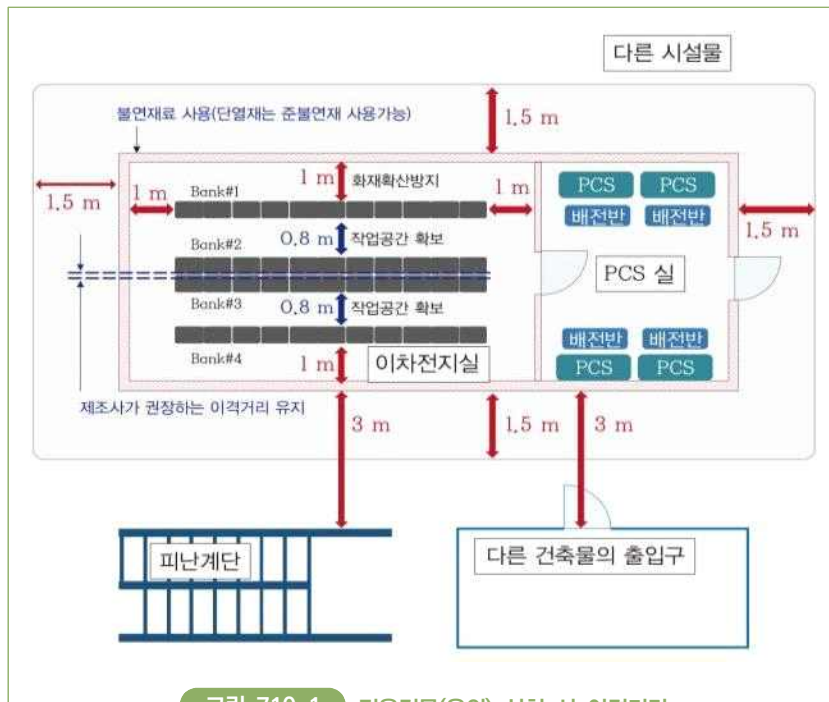 다른 시설물
불연재료 사용(단열재는 준불연재 사용가능)
1.5 m
1.5 m
1 m
Bank#1
1 m
화재확산방지
1 m
PCS
PCS
배전반
배전반
1.5 m
Bank#2
0.8 m
작업공간 확보
PCS 실
Bank#3
0.8 m
작업공간 확보
배전반
배전반
Bank#4
1 m
이차전지실
PCS
PCS
제조사가 권장하는 이격거리 유지
3 m
1.5 m
3 m
피난계단
다른 건축물의 출입구